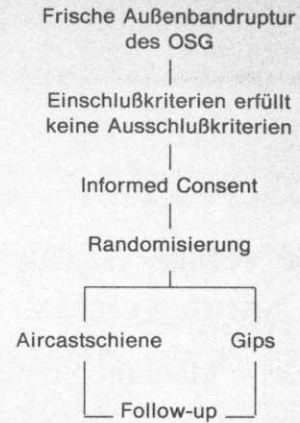 Frische Außenbandruptur
des OSG
Einschlußkriterien erfüllt
keine Ausschlußkriterien
Informed Consent
Randomisierung
Aircastschiene Gips
Follow-up